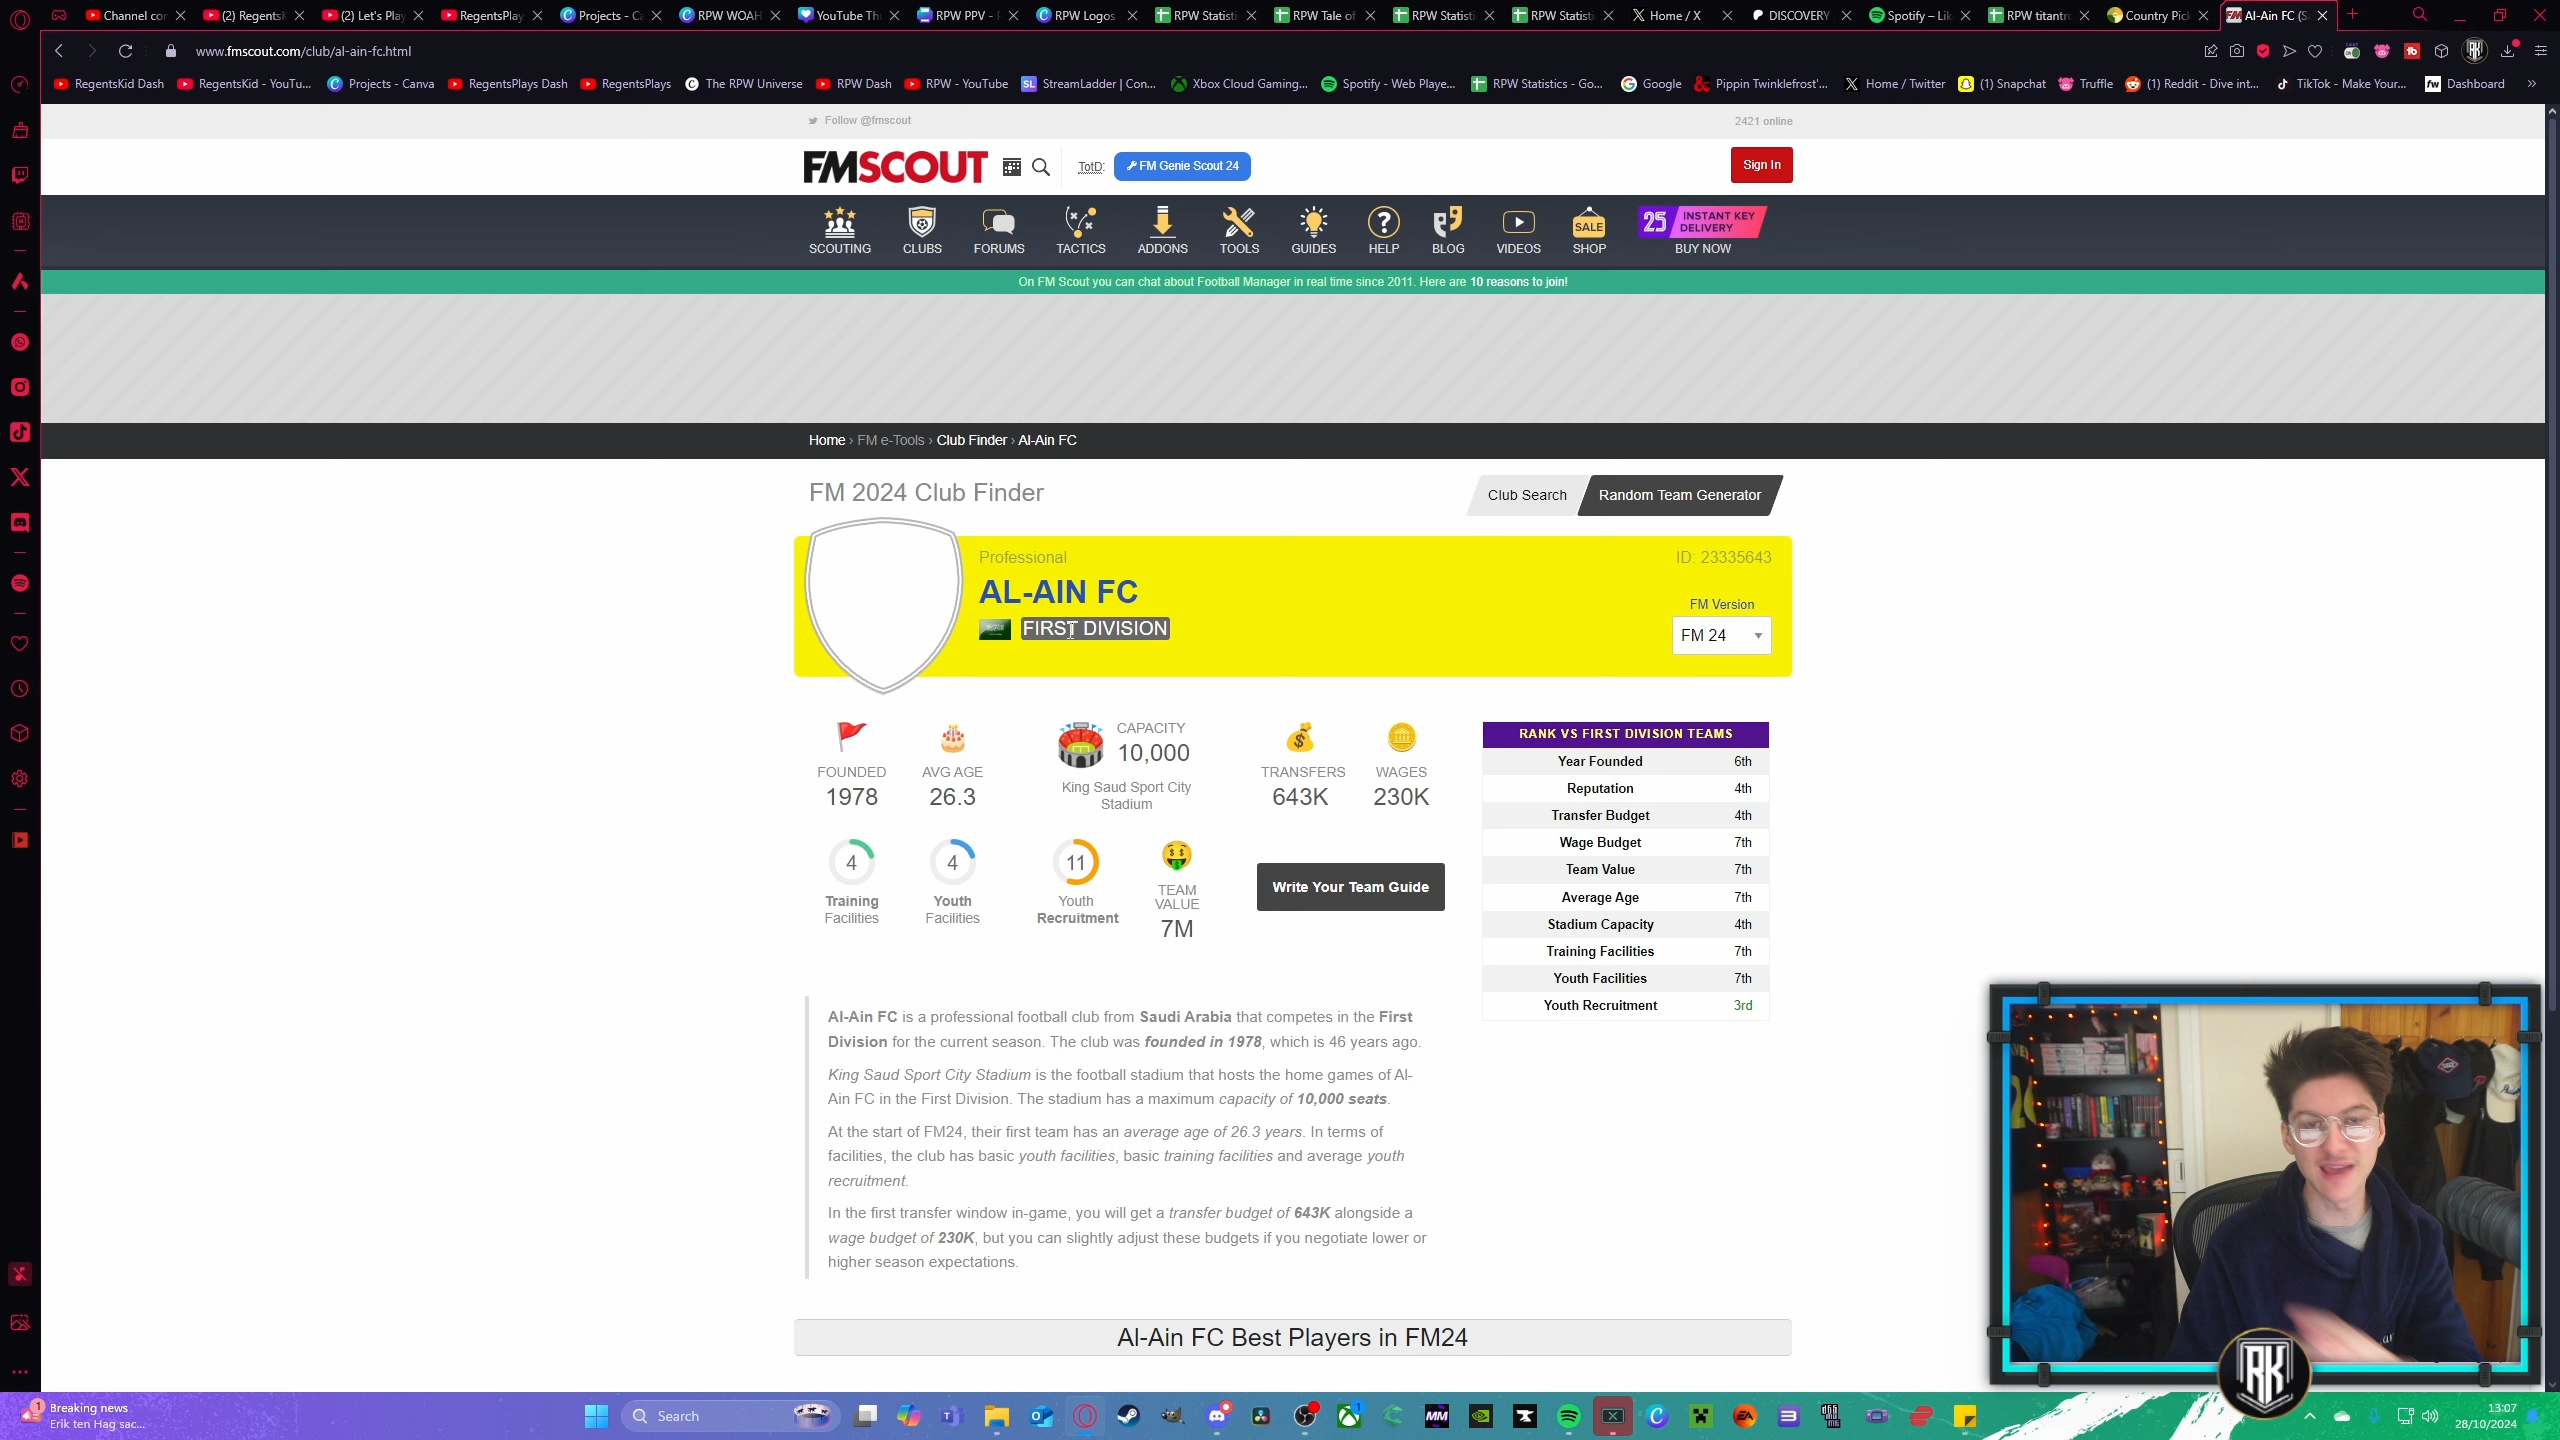 Channel cor
(2) RegentsK
(2) Let's Play
RegentsPlay
Projects - Ca
RPW WOAH
YouTube Th
RPW PPV - 
RPW Logos
RPW Statisti
RPW Tale of
RPW Statisti
RPW Statisti
Home / X
DISCOVERY
Spotify – Lik
RPW titantr
Country Pic
Al-Ain FC (S
www.fmscout.com/club/al-ain-fc.html
RegentsKid Dash
RegentsKid - YouTu...
Projects - Canva
RegentsPlays Dash
RegentsPlays
The RPW Universe
RPW Dash
RPW - YouTube
SL StreamLadder | Con...
Xbox Cloud Gaming...
Spotify - Web Playe...
RPW Statistics - Go...
Google
Pippin Twinklefrost'...
Home / Twitter
(1) Snapchat
Truffle
(1) Reddit - Dive int...
TikTok - Make Your...
fw Dashboard
Follow @fmscout
2421 online
FMSCOUT
TotD:
FM Genie Scout 24
Sign In
SCOUTING
CLUBS
FORUMS
TACTICS
ADDONS
TOOLS
GUIDES
HELP
BLOG
VIDEOS
SALE
SHOP
25 INSTANT KEY
DELIVERY
BUY NOW
On FM Scout you can chat about Football Manager in real time since 2011. Here are 10 reasons to join!
Home › FM e-Tools › Club Finder › Al-Ain FC
FM 2024 Club Finder
Club Search
Random Team Generator
Professional
ID: 23335643
AL-AIN FC
FIRST DIVISION
FM Version
FM 24
FOUNDED
1978
AVG AGE
26.3
CAPACITY
10,000
King Saud Sport City
Stadium
TRANSFERS
643K
WAGES
230K
4
Training
Facilities
4
Youth
Facilities
11
Youth
Recruitment
TEAM
VALUE
7M
Write Your Team Guide
RANK VS FIRST DIVISION TEAMS
Year Founded 6th
Reputation 4th
Transfer Budget 4th
Wage Budget 7th
Team Value 7th
Average Age 7th
Stadium Capacity 4th
Training Facilities 7th
Youth Facilities 7th
Youth Recruitment 3rd
Al-Ain FC is a professional football club from Saudi Arabia that competes in the First
Division for the current season. The club was founded in 1978, which is 46 years ago.
King Saud Sport City Stadium is the football stadium that hosts the home games of Al-
Ain FC in the First Division. The stadium has a maximum capacity of 10,000 seats.
At the start of FM24, their first team has an average age of 26.3 years. In terms of
facilities, the club has basic youth facilities, basic training facilities and average youth
recruitment.
In the first transfer window in-game, you will get a transfer budget of 643K alongside a
wage budget of 230K, but you can slightly adjust these budgets if you negotiate lower or
higher season expectations.
Al-Ain FC Best Players in FM24
RK
1
Breaking news
Erik ten Hag sac...
Search
13:07
28/10/2024